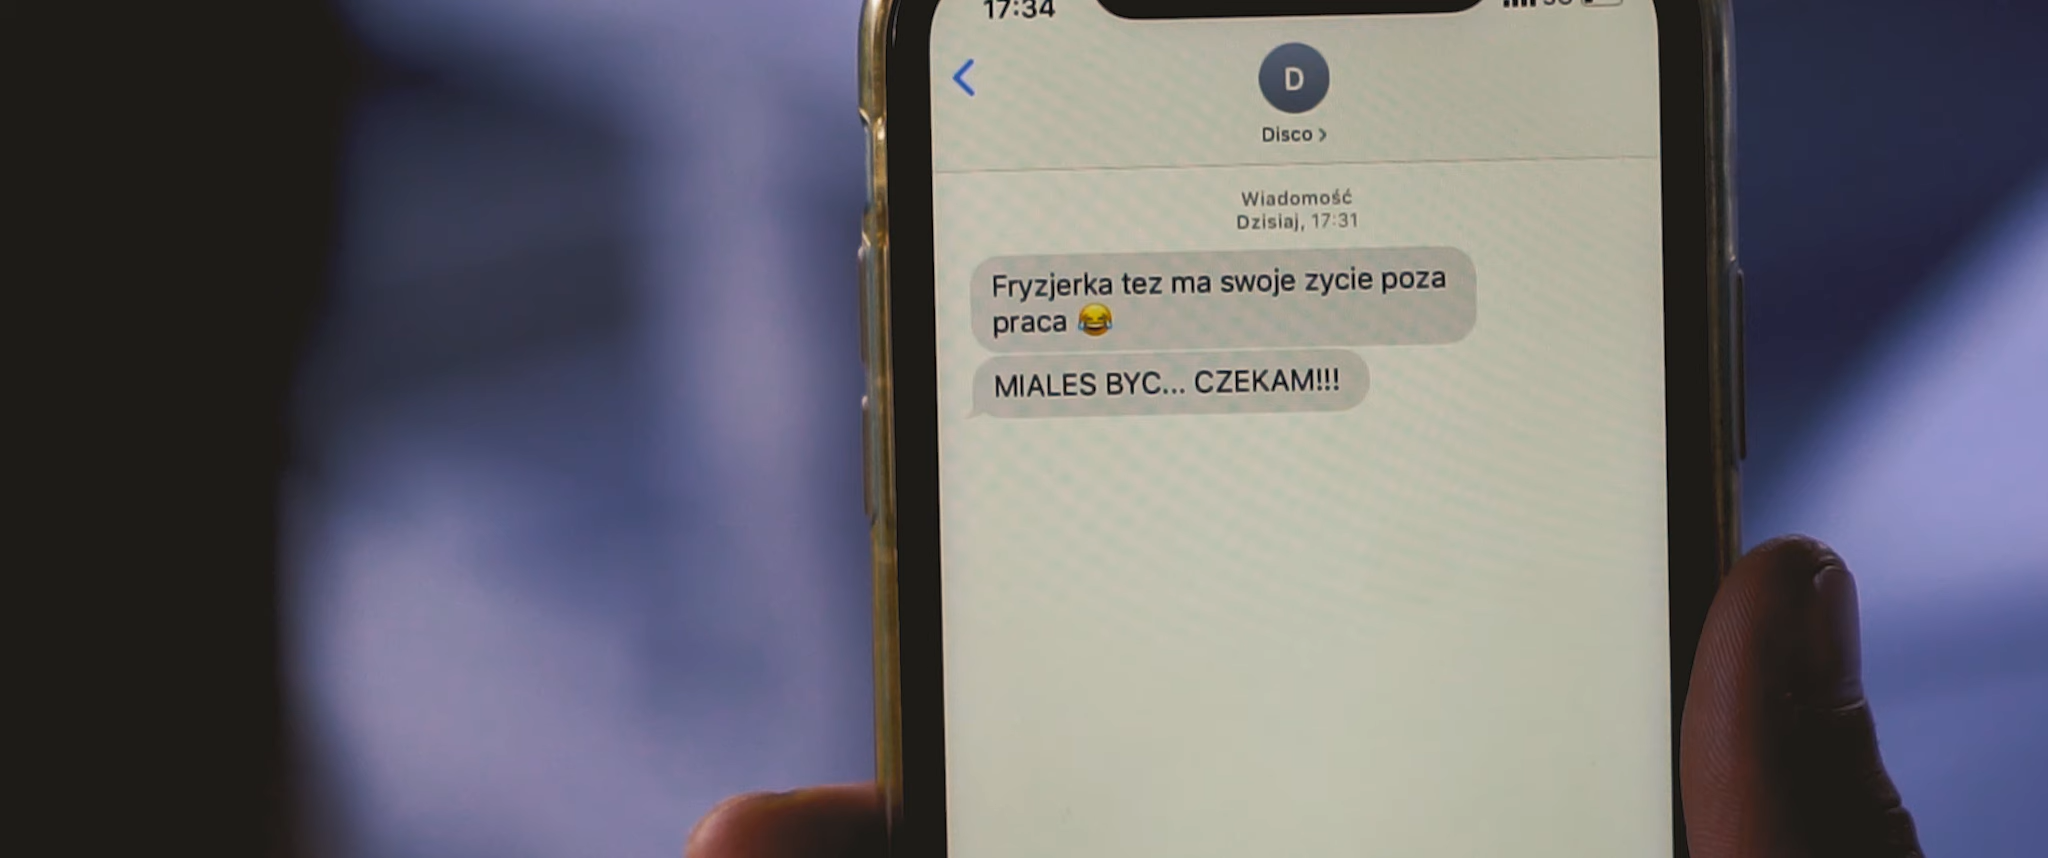 17:34
D
Disco >
Wiadomość
Dzisiaj, 17:31
Fryzjerka tez ma swoje zycie poza
praca 😂
MIALES BYC... CZEKAM!!!